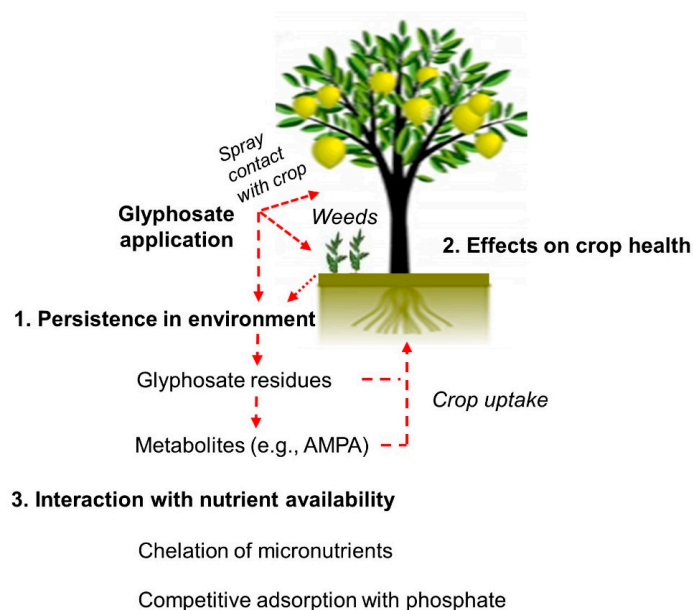 Spray
contact
with crop
Glyphosate
application
Weeds
2. Effects on crop health
1. Persistence in environment
Glyphosate residues
Crop uptake
Metabolites (e.g., AMPA)
3. Interaction with nutrient availability
Chelation of micronutrients
Competitive adsorption with phosphate